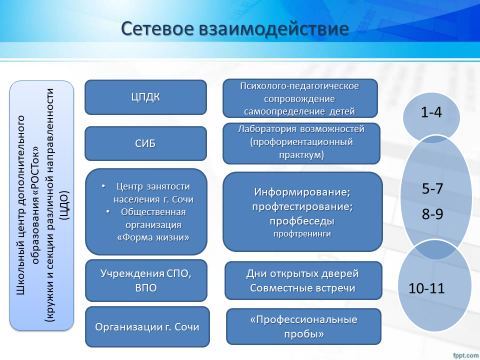 Сетевое взаимодействие
Школьный центр дополнительного
образования «РОСТок»
(кружки и секции различной направленности
(ЦДО)
ЦПДК
Психолого-педагогическое
сопровождение
самоопределение детей
1-4
СИБ
Лаборатория возможностей
(профориентационный
практикум)
• Центр занятости
населения г. Сочи
• Общественная
организация
«Форма жизни»
Информирование;
профтестирование;
профбеседы
профтренинги
5-7
8-9
Учреждения СПО,
ВПО
Дни открытых дверей
Совместные встречи
10-11
Организации г. Сочи
«Профессиональные
пробы»
fppt.com